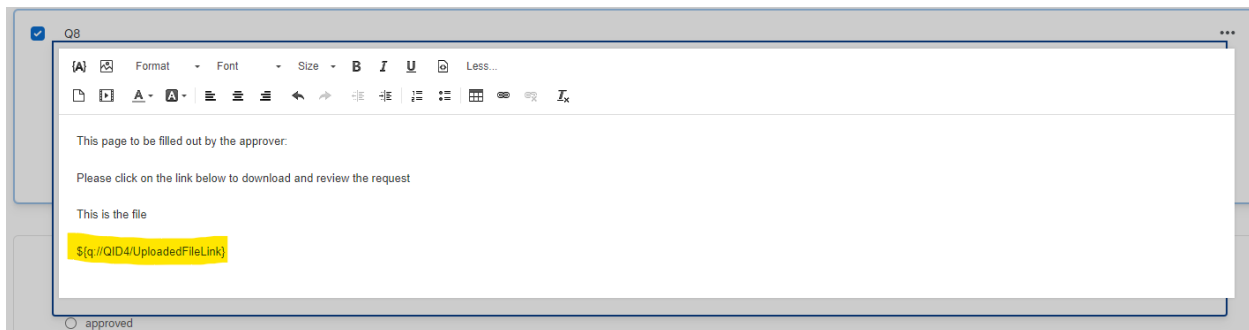 Q8
{A} Format Font Size B I U Less...
A A Ix
This page to be filled out by the approver:
Please click on the link below to download and review the request
This is the file
${q://QID4/UploadedFileLink}
approved